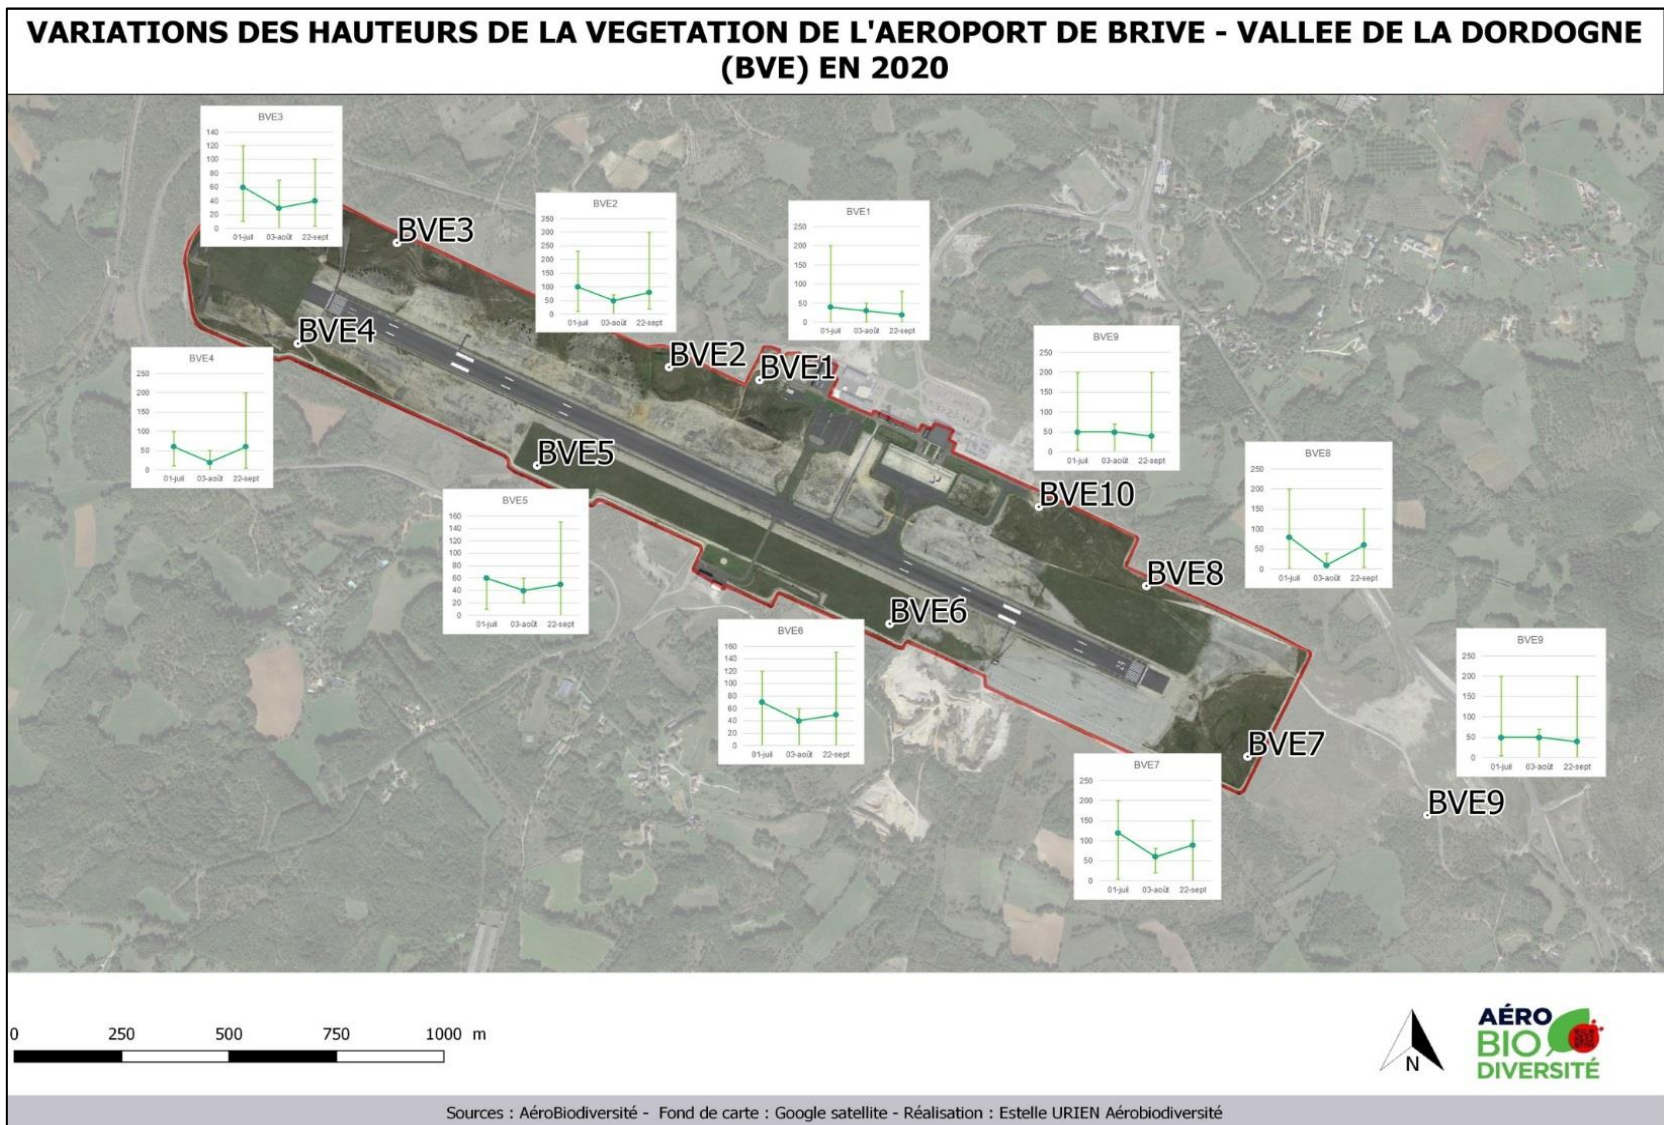 VARIATIONS DES HAUTEURS DE LA VEGETATION DE L'AEROPORT DE BRIVE - VALLEE DE LA DORDOGNE
(BVE) EN 2020
BVE3
140
120
100
80
60
40
20
0
01-juil 03-août 22-sept
BVE3
BVE2
350
300
250
200
150
100
50
0
01-juil 03-août 22-sept
BVE2
BVE1
250
200
150
100
50
0
01-juil 03-août 22-sept
BVE1
BVE4
BVE4
250
200
150
100
50
0
01-juil 03-août 22-sept
BVE9
250
200
150
100
50
0
01-juil 03-août 22-sept
BVE10
BVE5
BVE5
160
140
120
100
80
60
40
20
0
01-juil 03-août 22-sept
BVE8
250
200
150
100
50
0
01-juil 03-août 22-sept
BVE8
BVE6
BVE6
160
140
120
100
80
60
40
20
0
01-juil 03-août 22-sept
BVE9
250
200
150
100
50
0
01-juil 03-août 22-sept
BVE9
BVE7
BVE7
250
200
150
100
50
0
01-juil 03-août 22-sept
0 250 500 750 1000 m
N
AÉRO
BIO
DIVERSITÉ
Sources : AéroBiodiversité - Fond de carte : Google satellite - Réalisation : Estelle URIEN Aérobiodiversité